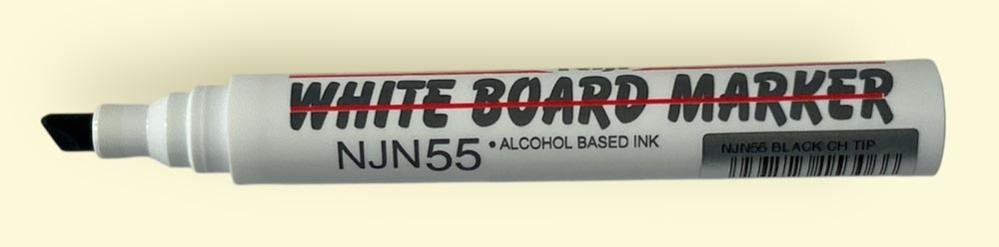 WHITE BOARD MARKER
NJN55 • ALCOHOL BASED INK
NJN55 BLACK CH TIP